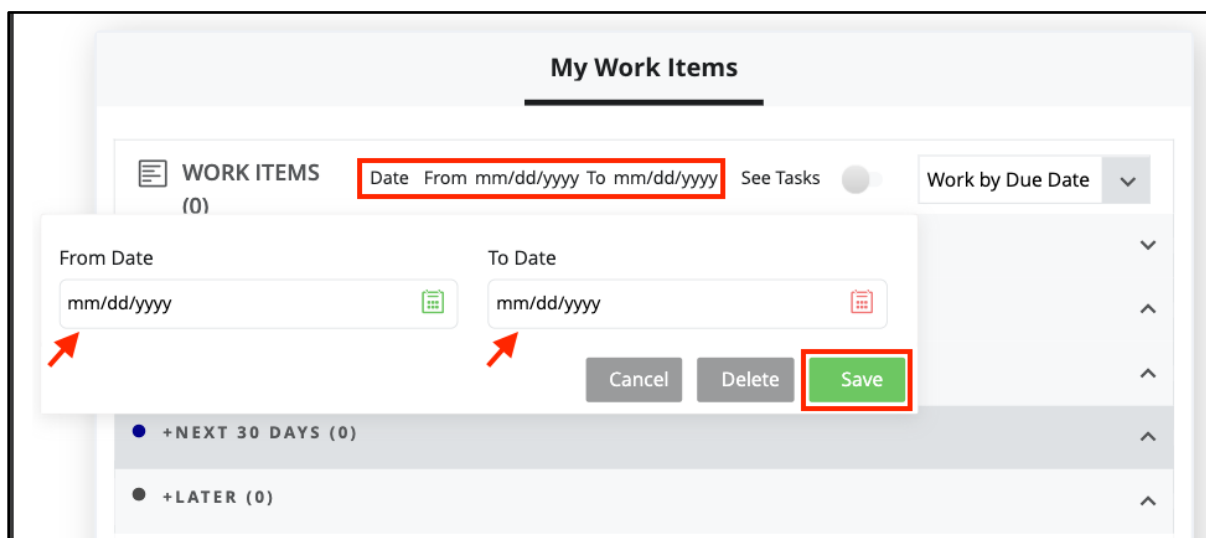 My Work Items
WORK ITEMS
(0)
Date From mm/dd/yyyy To mm/dd/yyyy
See Tasks
Work by Due Date
From Date
To Date
mm/dd/yyyy
mm/dd/yyyy
Cancel
Delete
Save
+NEXT 30 DAYS (0)
+LATER (0)